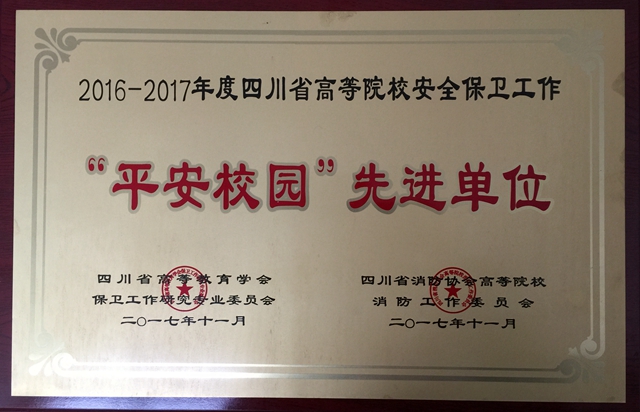 2016-2017年度四川省高等院校安全保卫工作
“平安校园”先进单位
四川省高等教育学会
保卫工作研究专业委员会
二〇一七年十一月
四川省消防协会高等院校
消防工作委员会
二〇一七年十一月